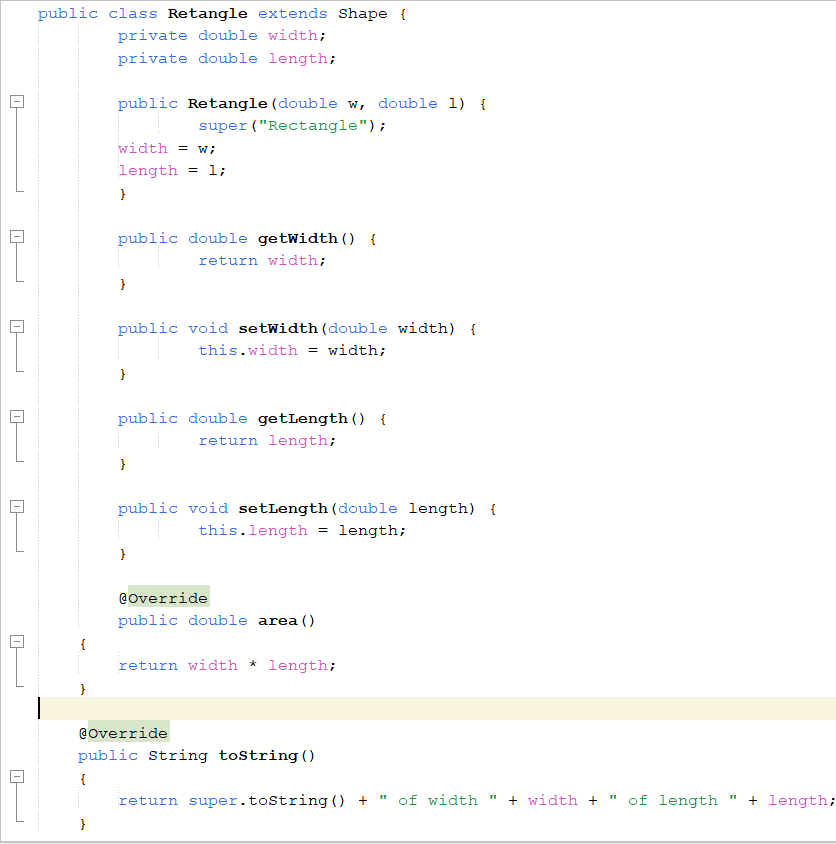 public class Retangle extends Shape {
private double width;
private double length;
public Retangle(double w, double l) {
super("Rectangle");
width = w;
length = l;
}
public double getWidth() {
return width;
}
public void setWidth(double width) {
this.width = width;
}
public double getLength() {
return length;
}
public void setLength(double length) {
this.length = length;
}
@Override
public double area()
{
return width * length;
}
@Override
public String toString()
{
return super.toString() + " of width " + width + " of length " + length;
}